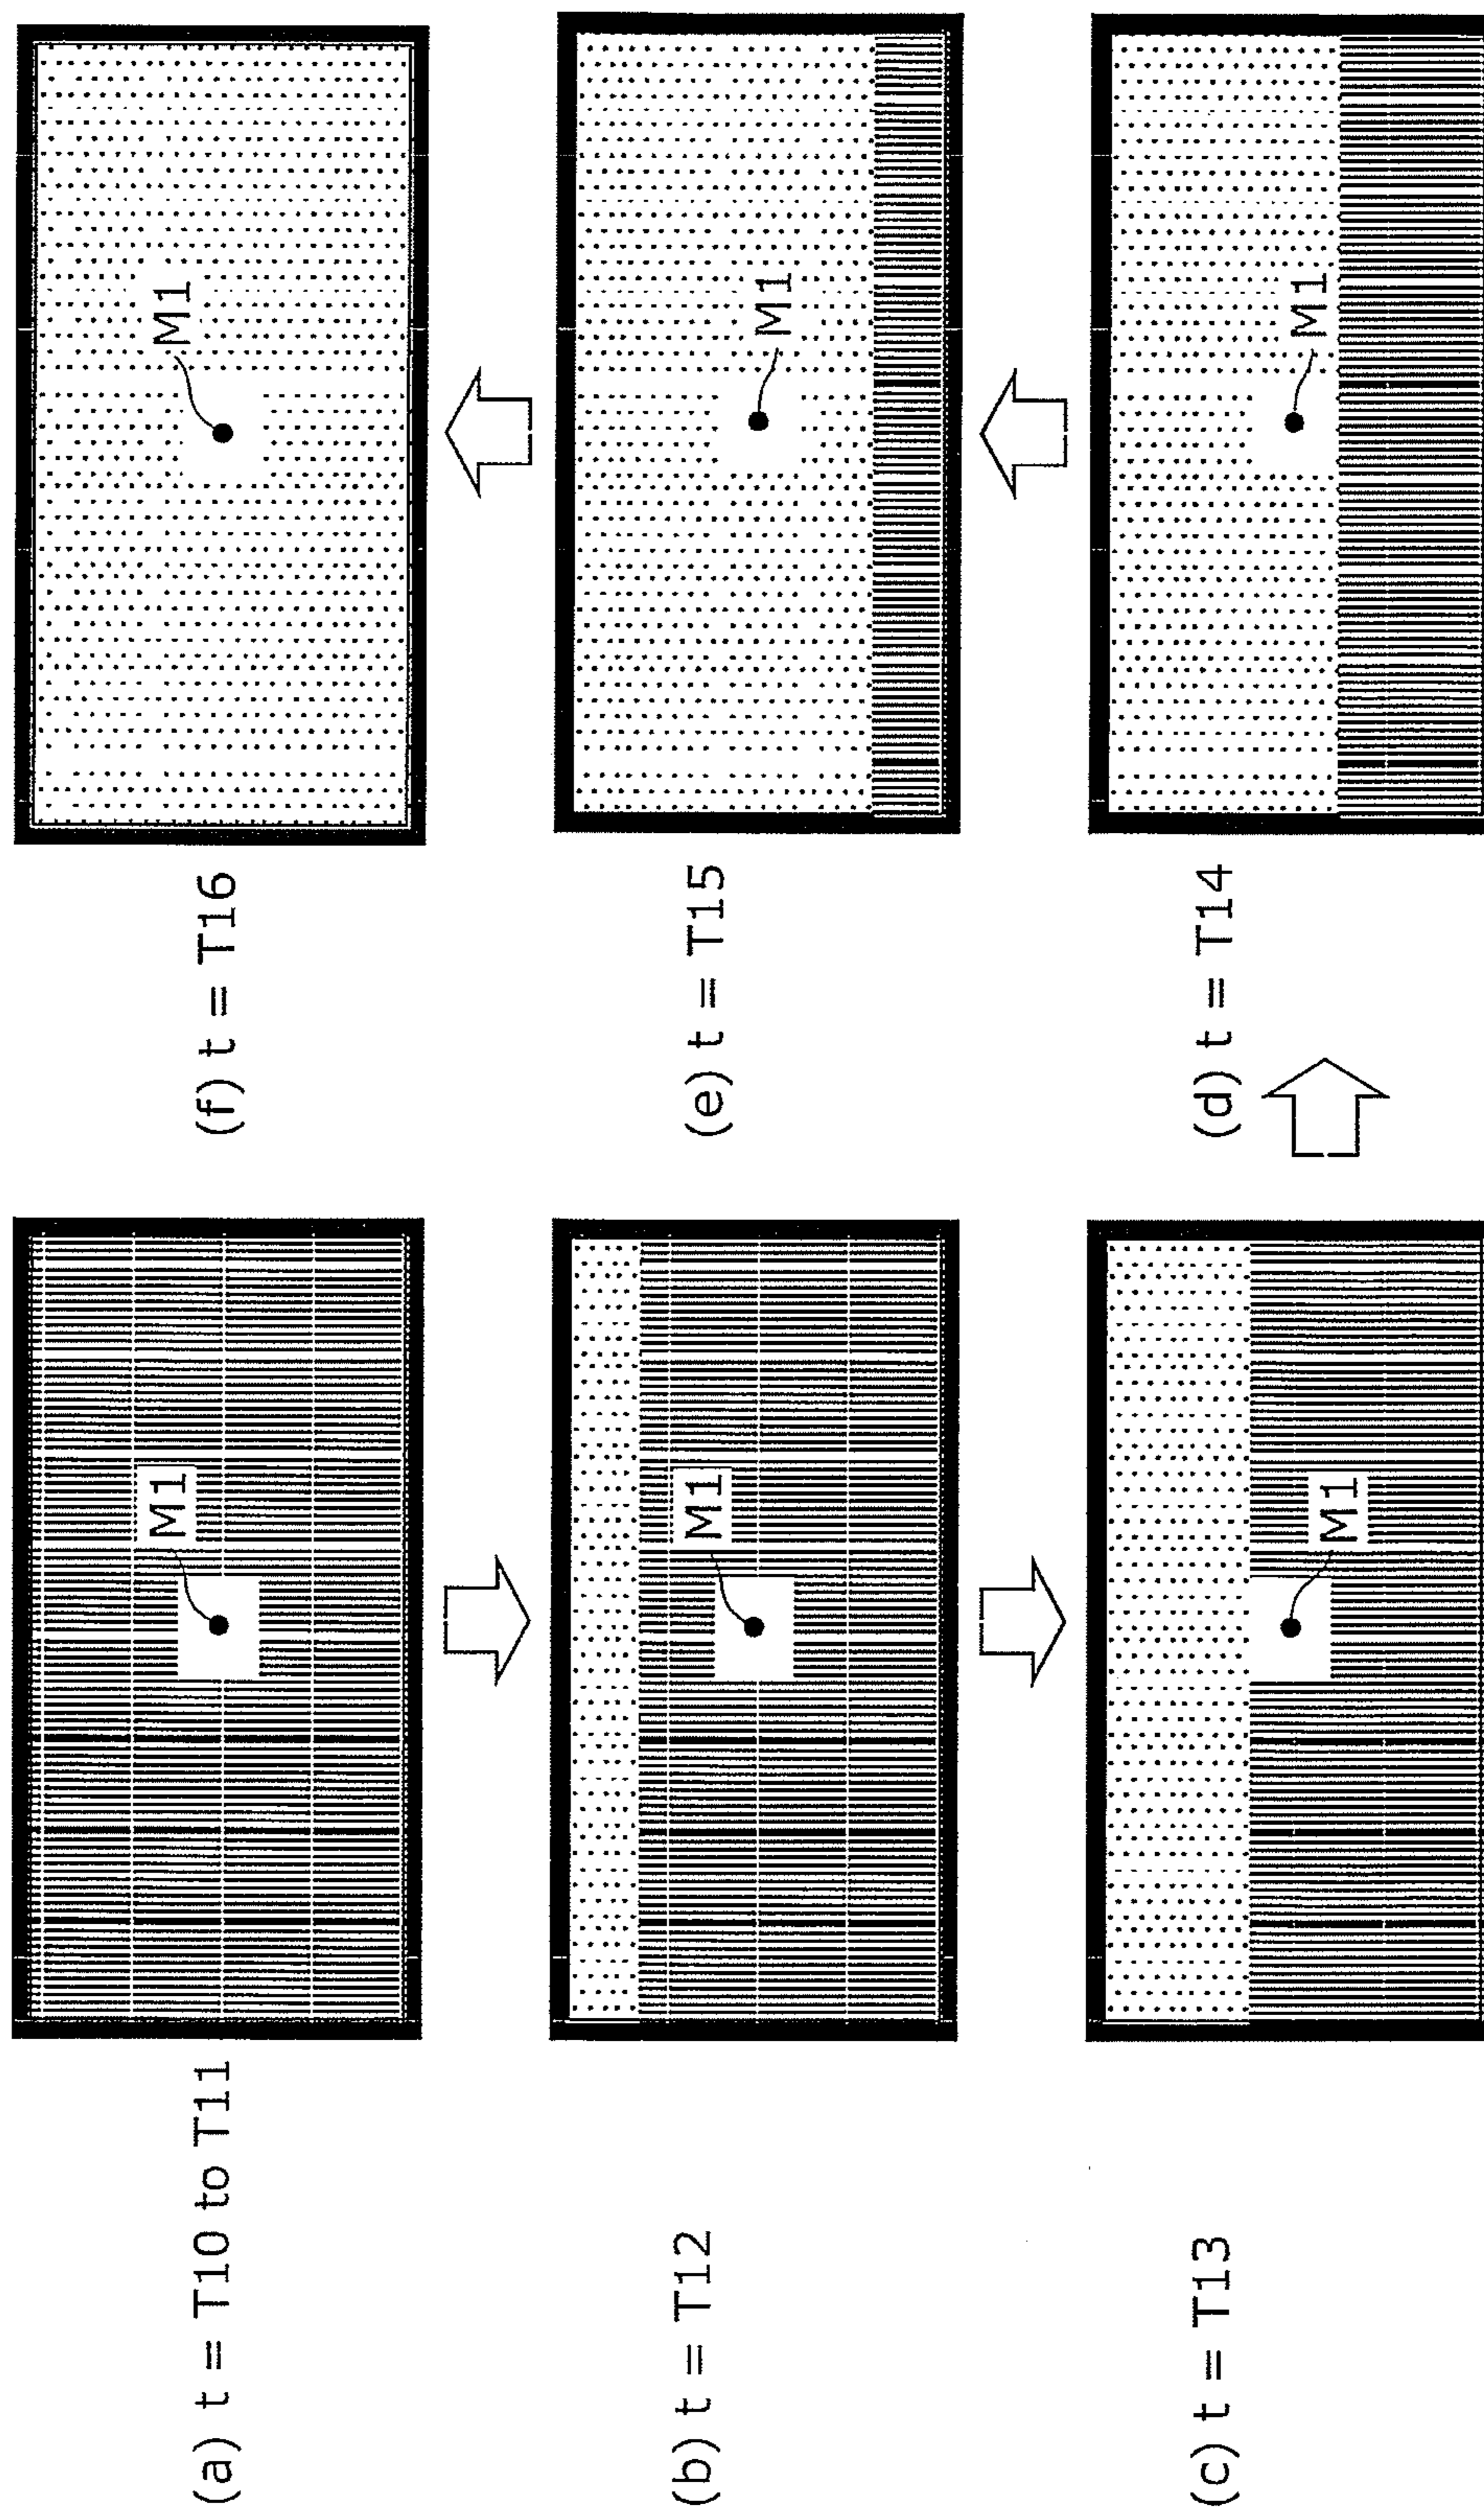 (a) t = T10 to T11
M1
(b) t = T12
M1
(c) t = T13
M1
(d) t = T14
M1
(e) t = T15
M1
(f) t = T16
M1